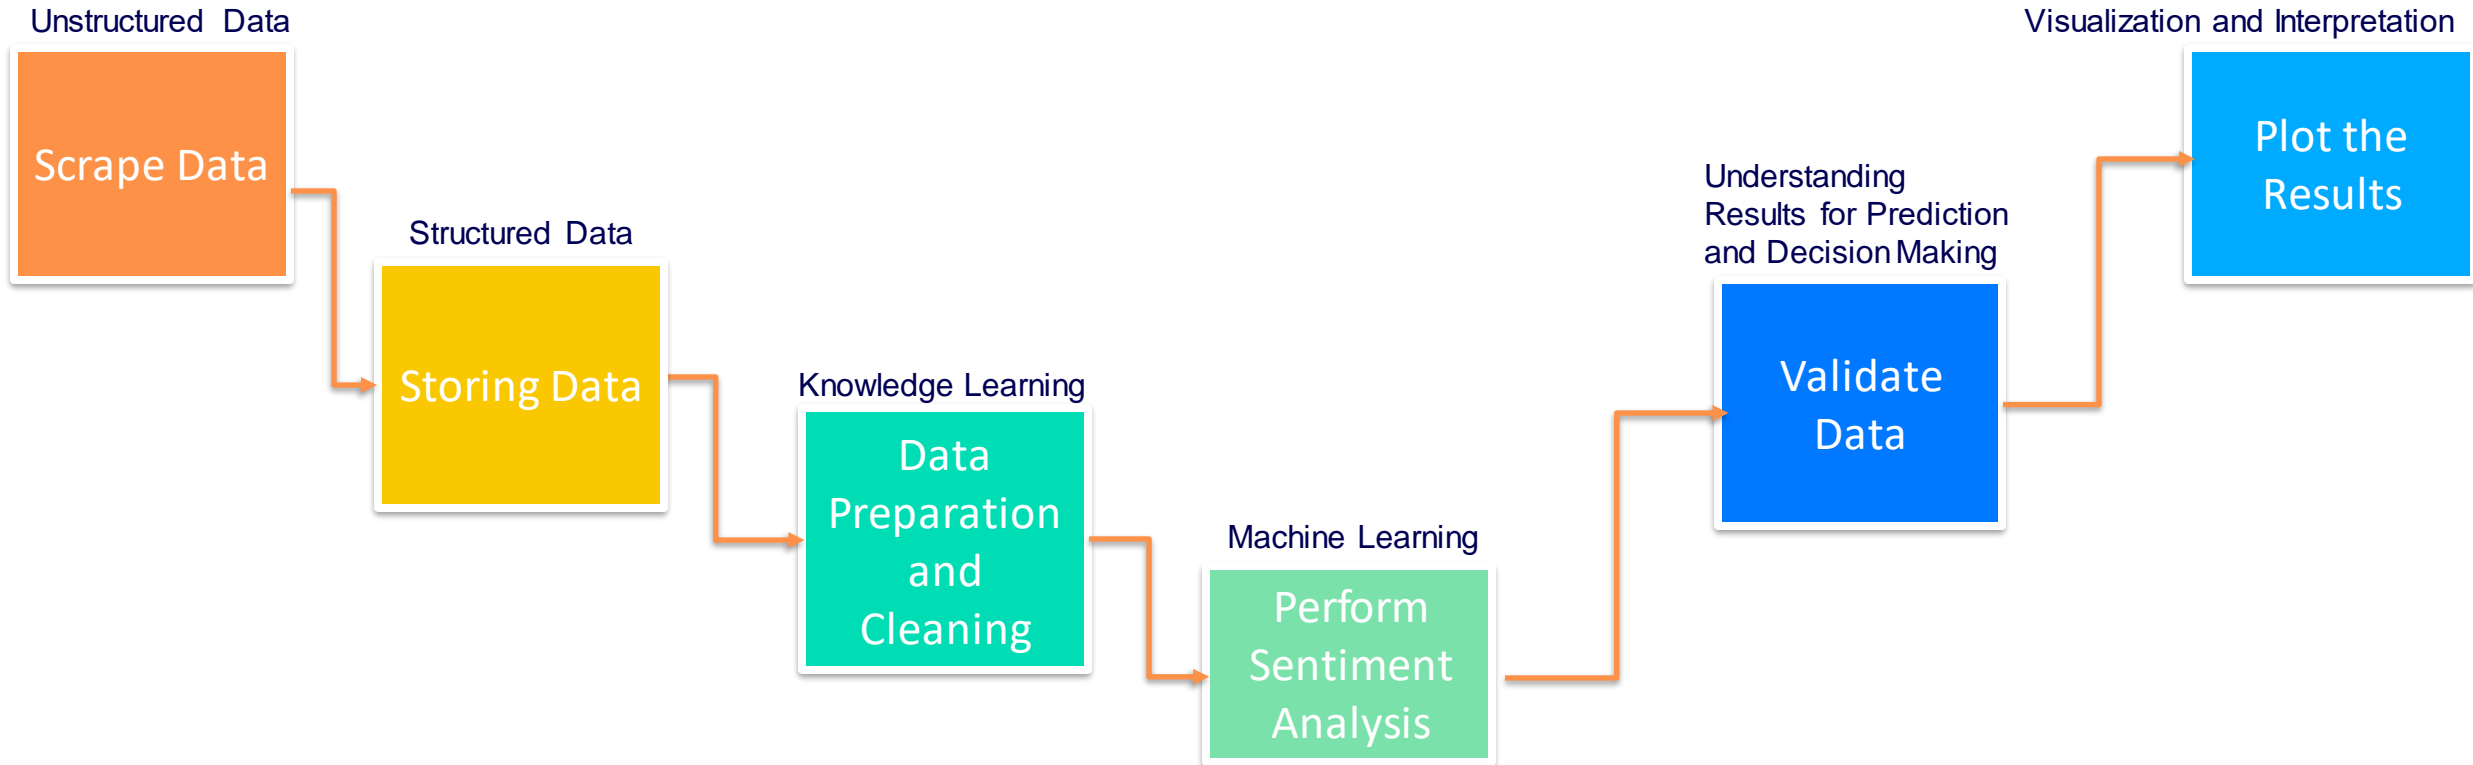 Unstructured Data
Scrape Data
Structured Data
Storing Data
Knowledge Learning
Data
Preparation
and
Cleaning
Machine Learning
Perform
Sentiment
Analysis
Understanding
Results for Prediction
and Decision Making
Validate
Data
Visualization and Interpretation
Plot the
Results